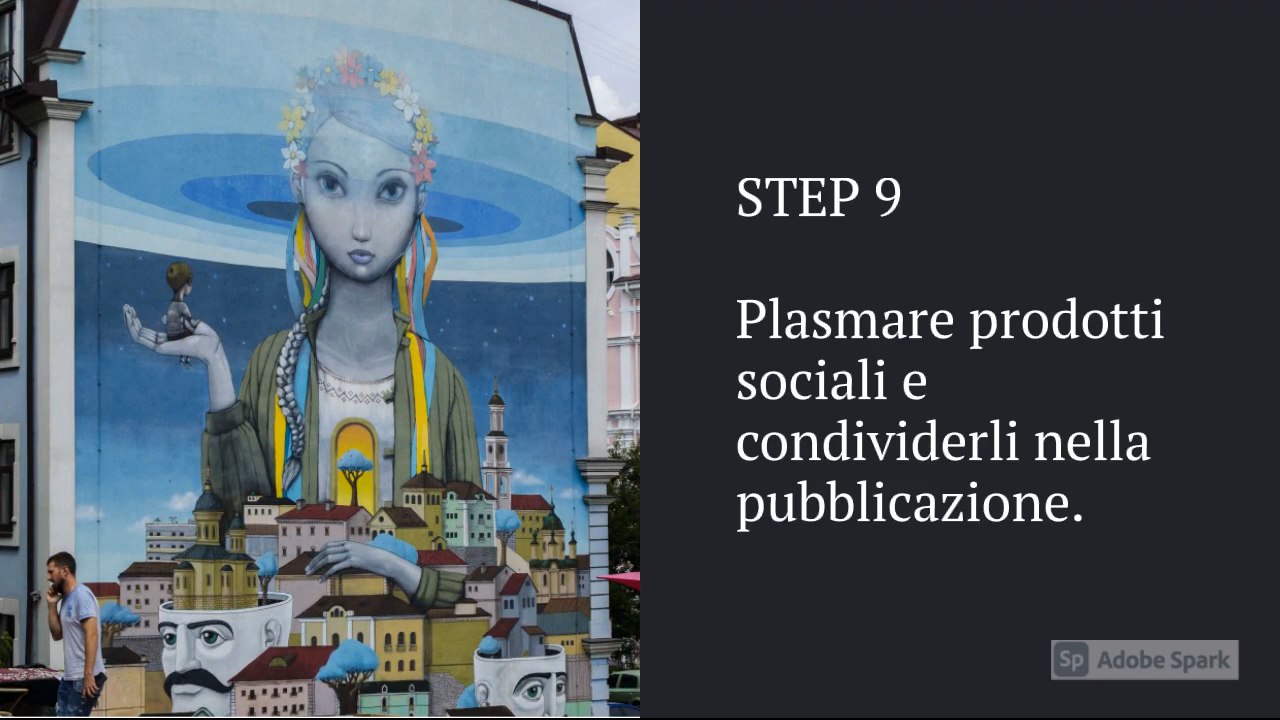 STEP 9
Plasmare prodotti
sociali e
condividerli nella
pubblicazione.
Sp Adobe Spark